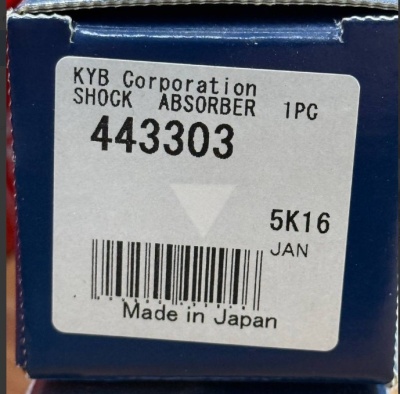 KYB Corporation
SHOCK ABSORBER 1PC
443303
5K16
JAN
Made in Japan